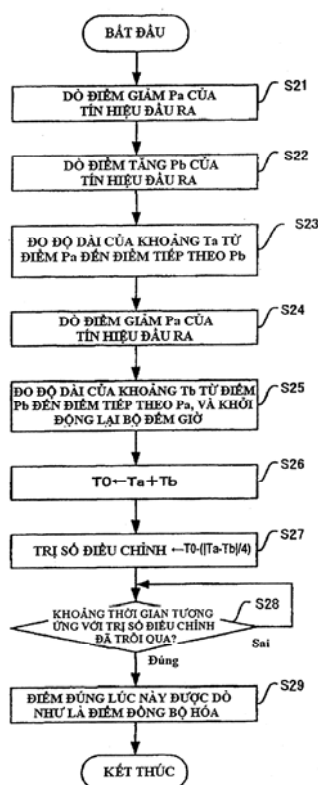 BẮT ĐẦU
S21
DÒ ĐIỂM GIẢM Pa CỦA
TÍN HIỆU ĐẦU RA
S22
DÒ ĐIỂM TĂNG Pb CỦA
TÍN HIỆU ĐẦU RA
S23
ĐO ĐỘ DÀI CỦA KHOẢNG Ta TỪ
ĐIỂM Pa ĐẾN ĐIỂM TIẾP THEO Pb
S24
DÒ ĐIỂM GIẢM Pa CỦA
TÍN HIỆU ĐẦU RA
S25
ĐO ĐỘ DÀI CỦA KHOẢNG Tb TỪ ĐIỂM
Pb ĐẾN ĐIỂM TIẾP THEO Pa, VÀ KHỞI
ĐỘNG LẠI BỘ ĐẾM GIỜ
S26
T0←Ta+Tb
S27
TRỊ SỐ ĐIỀU CHỈNH ←T0-(|Ta-Tb|/4)
S28
KHOẢNG THỜI GIAN TƯƠNG
ỨNG VỚI TRỊ SỐ ĐIỀU CHỈNH
ĐÃ TRÔI QUA?
Sai
Đúng
S29
ĐIỂM ĐÚNG LÚC NÀY ĐƯỢC DÒ
NHƯ LÀ ĐIỂM ĐỒNG BỘ HÓA
KẾT THÚC